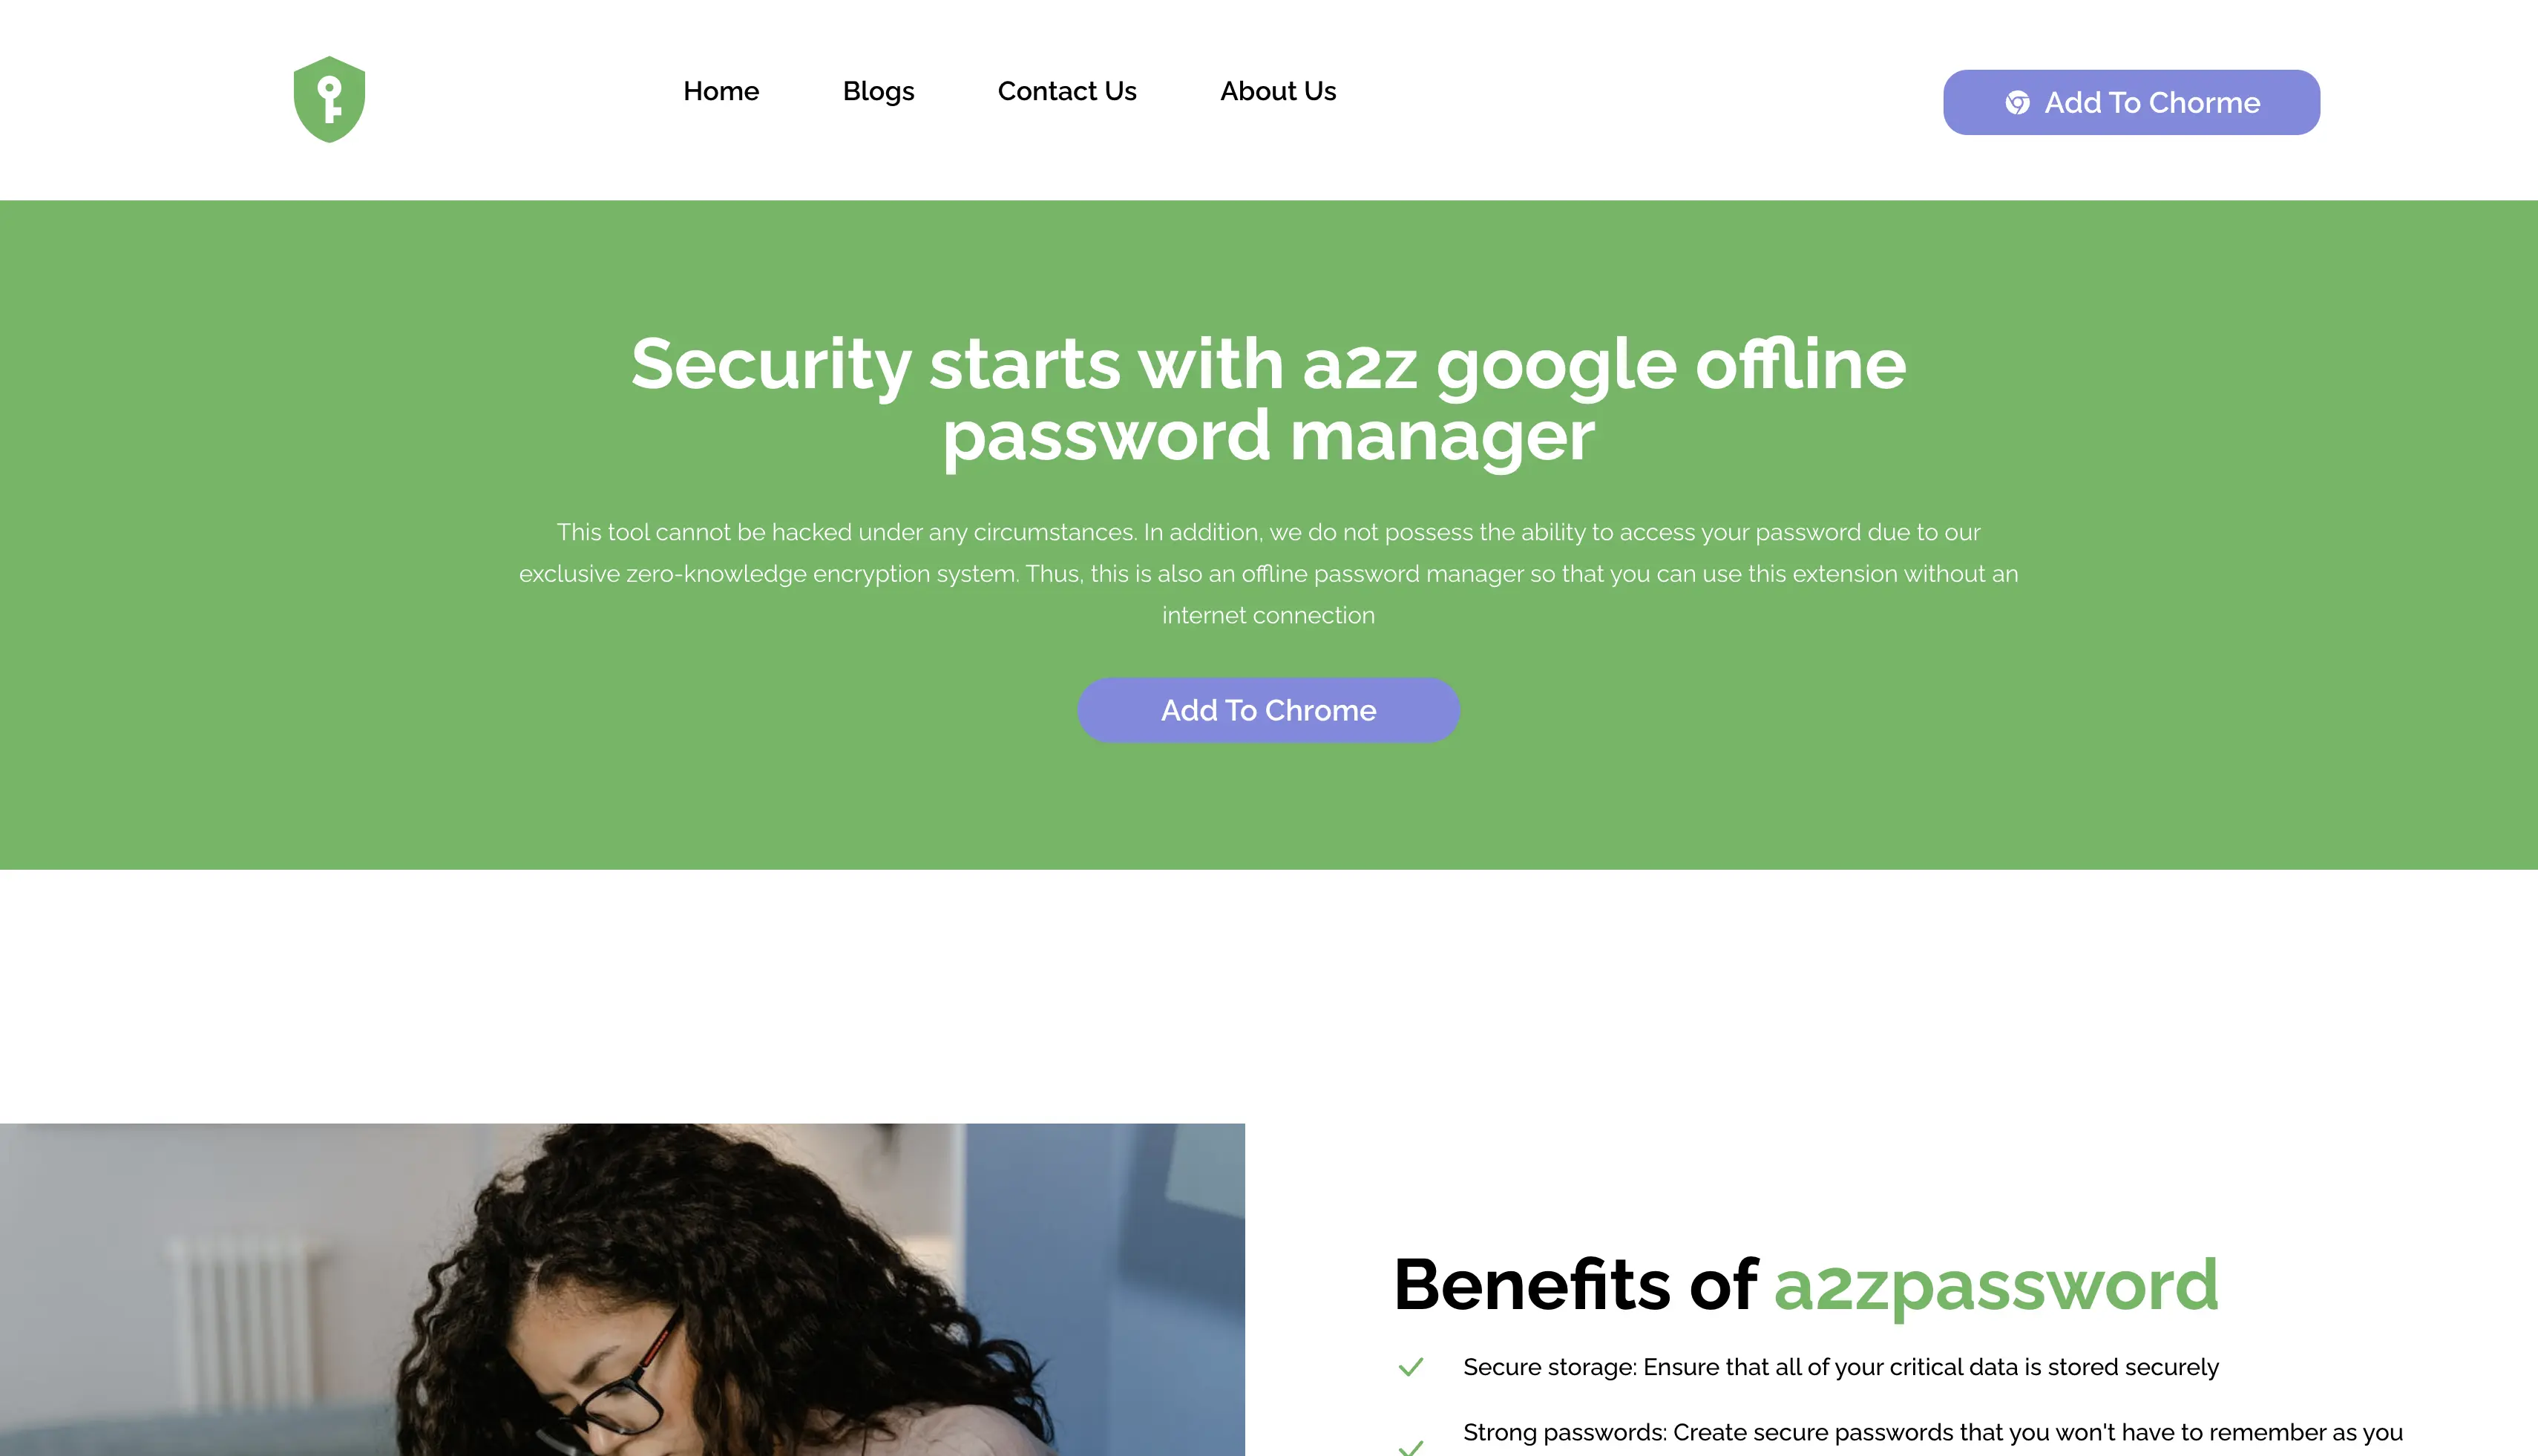 Home Blogs Contact Us About Us Add To Chorme
Security starts with a2z google offline
password manager
This tool cannot be hacked under any circumstances. In addition, we do not possess the ability to access your password due to our
exclusive zero-knowledge encryption system. Thus, this is also an offline password manager so that you can use this extension without an
internet connection
Add To Chrome
Benefits of a2zpassword
Secure storage: Ensure that all of your critical data is stored securely
Strong passwords: Create secure passwords that you won't have to remember as you